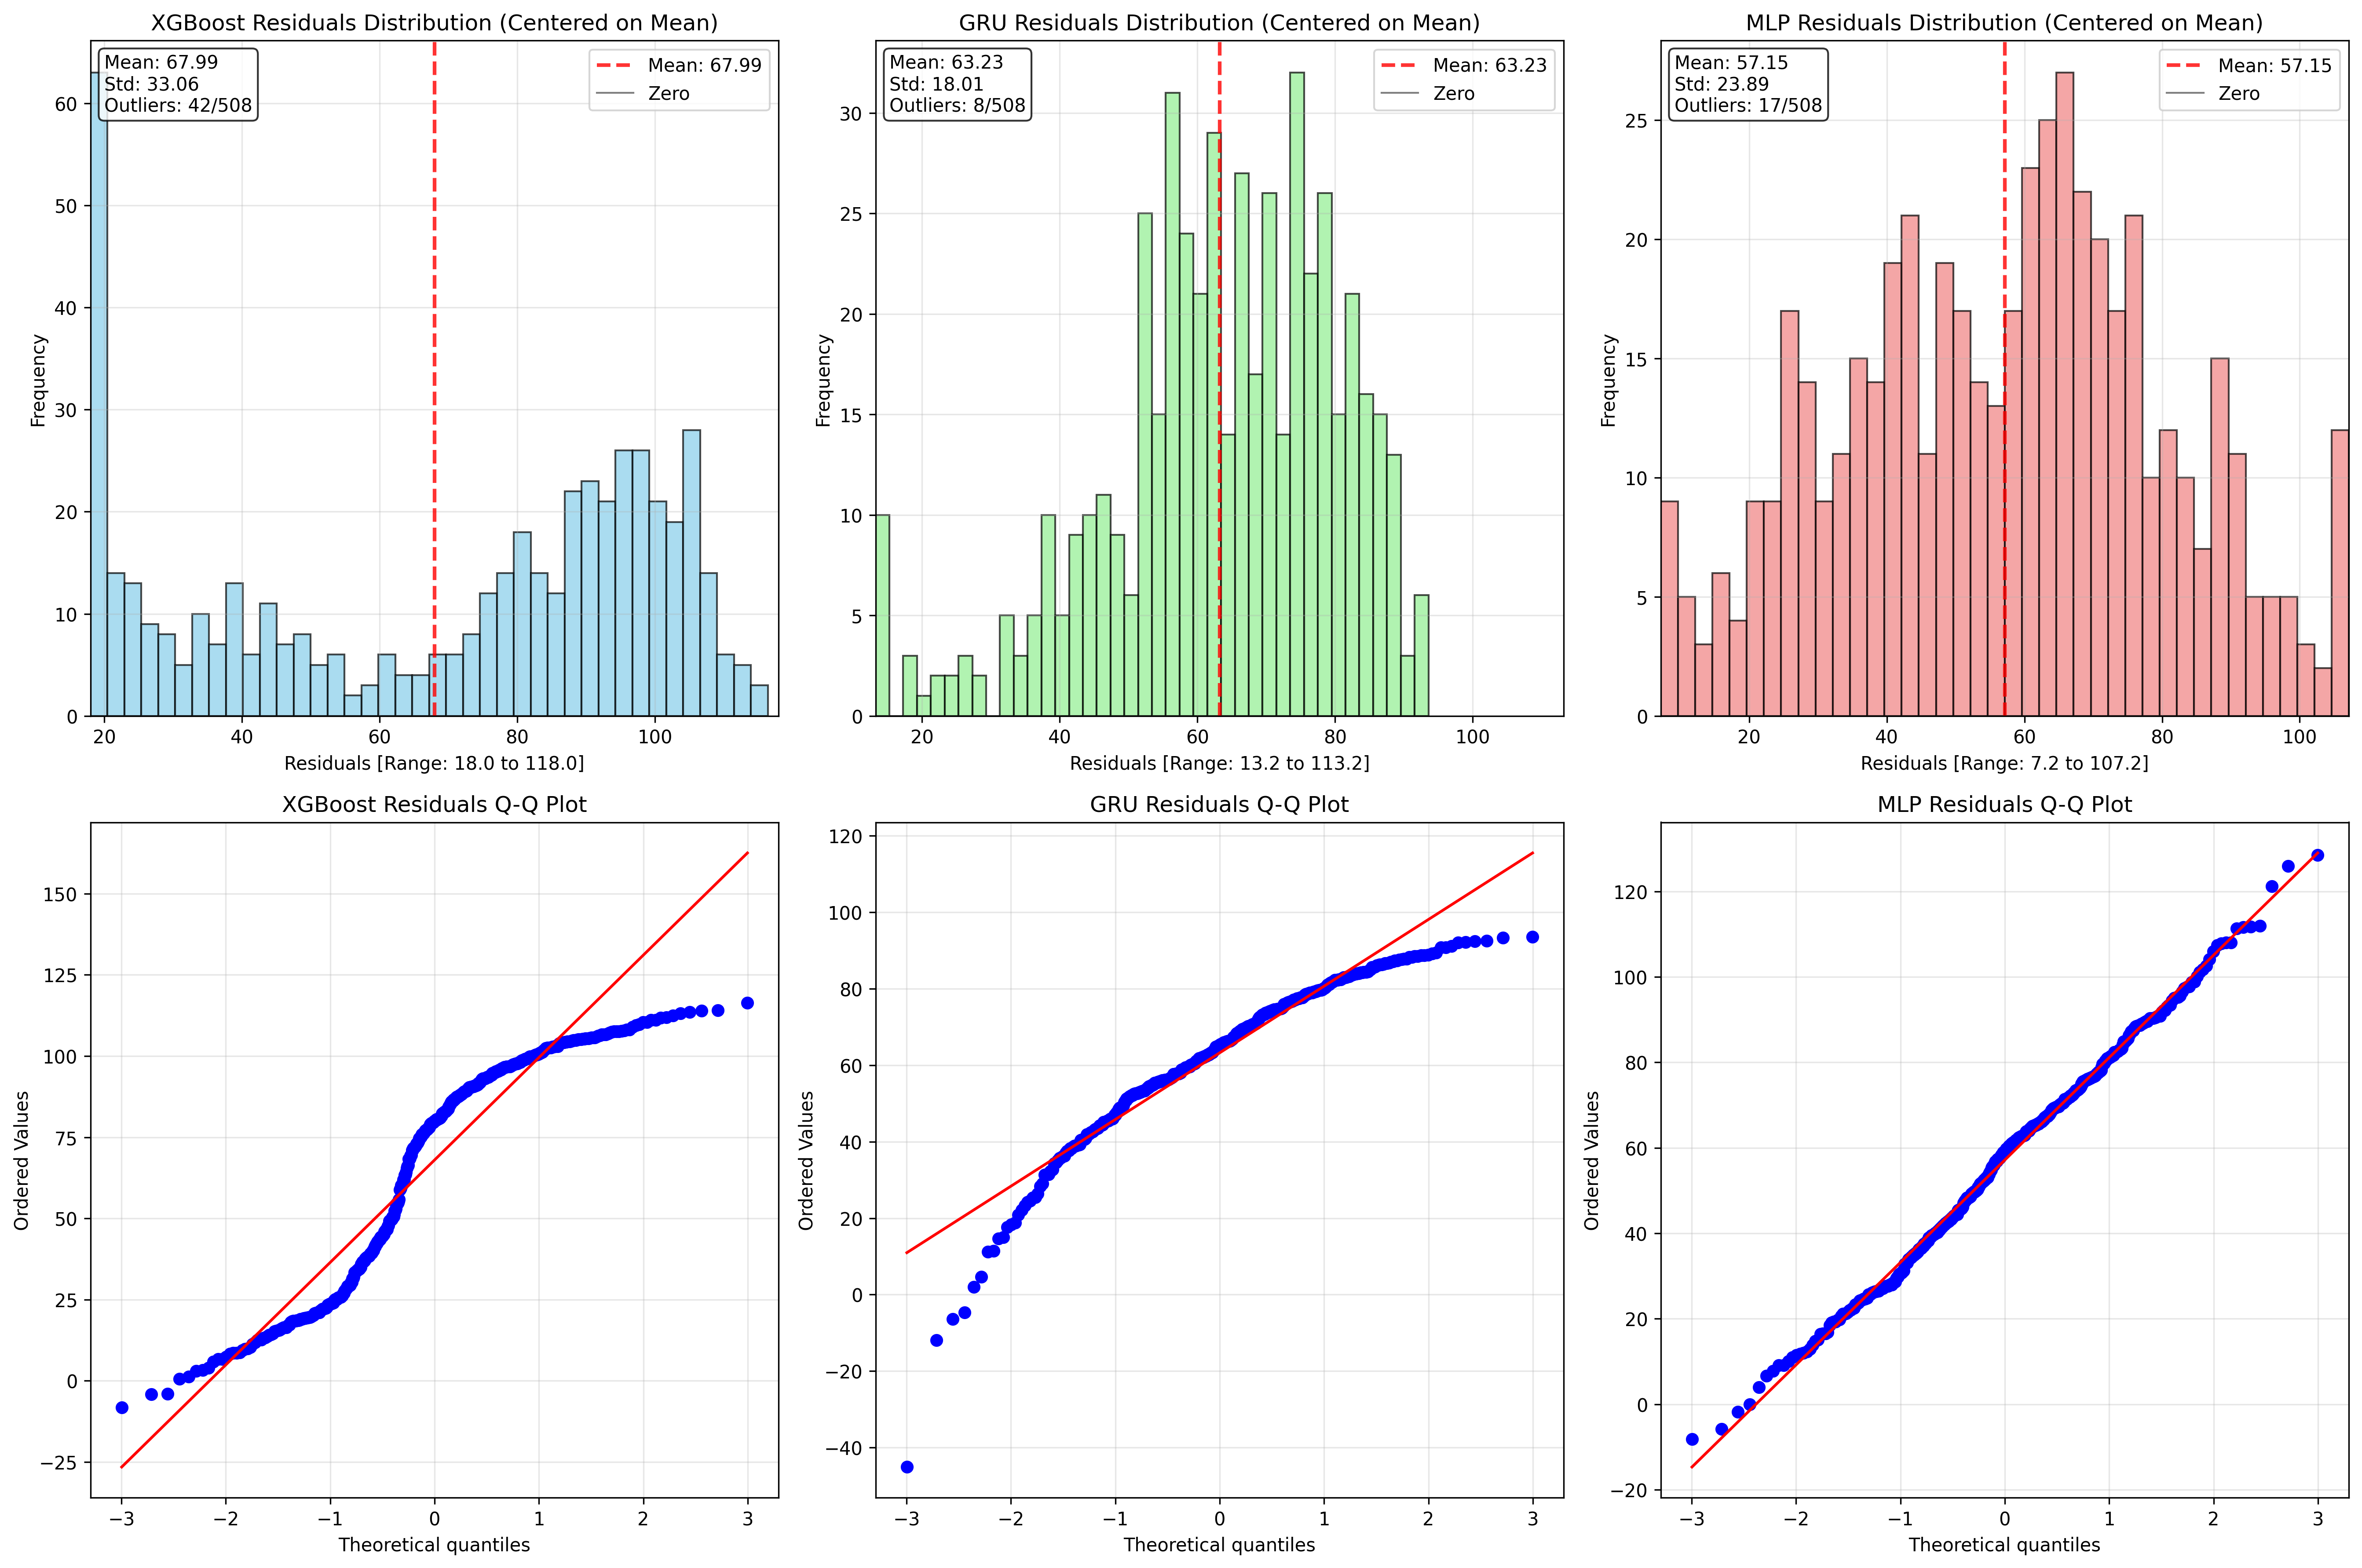 XGBoost Residuals Distribution (Centered on Mean)
Mean: 67.99
Std: 33.06
Outliers: 42/508
Mean: 67.99
Zero
Frequency
0
10
20
30
40
50
60
20
40
60
80
100
Residuals [Range: 18.0 to 118.0]
GRU Residuals Distribution (Centered on Mean)
Mean: 63.23
Std: 18.01
Outliers: 8/508
Mean: 63.23
Zero
Frequency
0
5
10
15
20
25
30
20
40
60
80
100
Residuals [Range: 13.2 to 113.2]
MLP Residuals Distribution (Centered on Mean)
Mean: 57.15
Std: 23.89
Outliers: 17/508
Mean: 57.15
Zero
Frequency
0
5
10
15
20
25
20
40
60
80
100
Residuals [Range: 7.2 to 107.2]
XGBoost Residuals Q-Q Plot
Ordered Values
−25
0
25
50
75
100
125
150
−3
−2
−1
0
1
2
3
Theoretical quantiles
GRU Residuals Q-Q Plot
Ordered Values
−40
−20
0
20
40
60
80
100
120
−3
−2
−1
0
1
2
3
Theoretical quantiles
MLP Residuals Q-Q Plot
Ordered Values
−20
0
20
40
60
80
100
120
−3
−2
−1
0
1
2
3
Theoretical quantiles